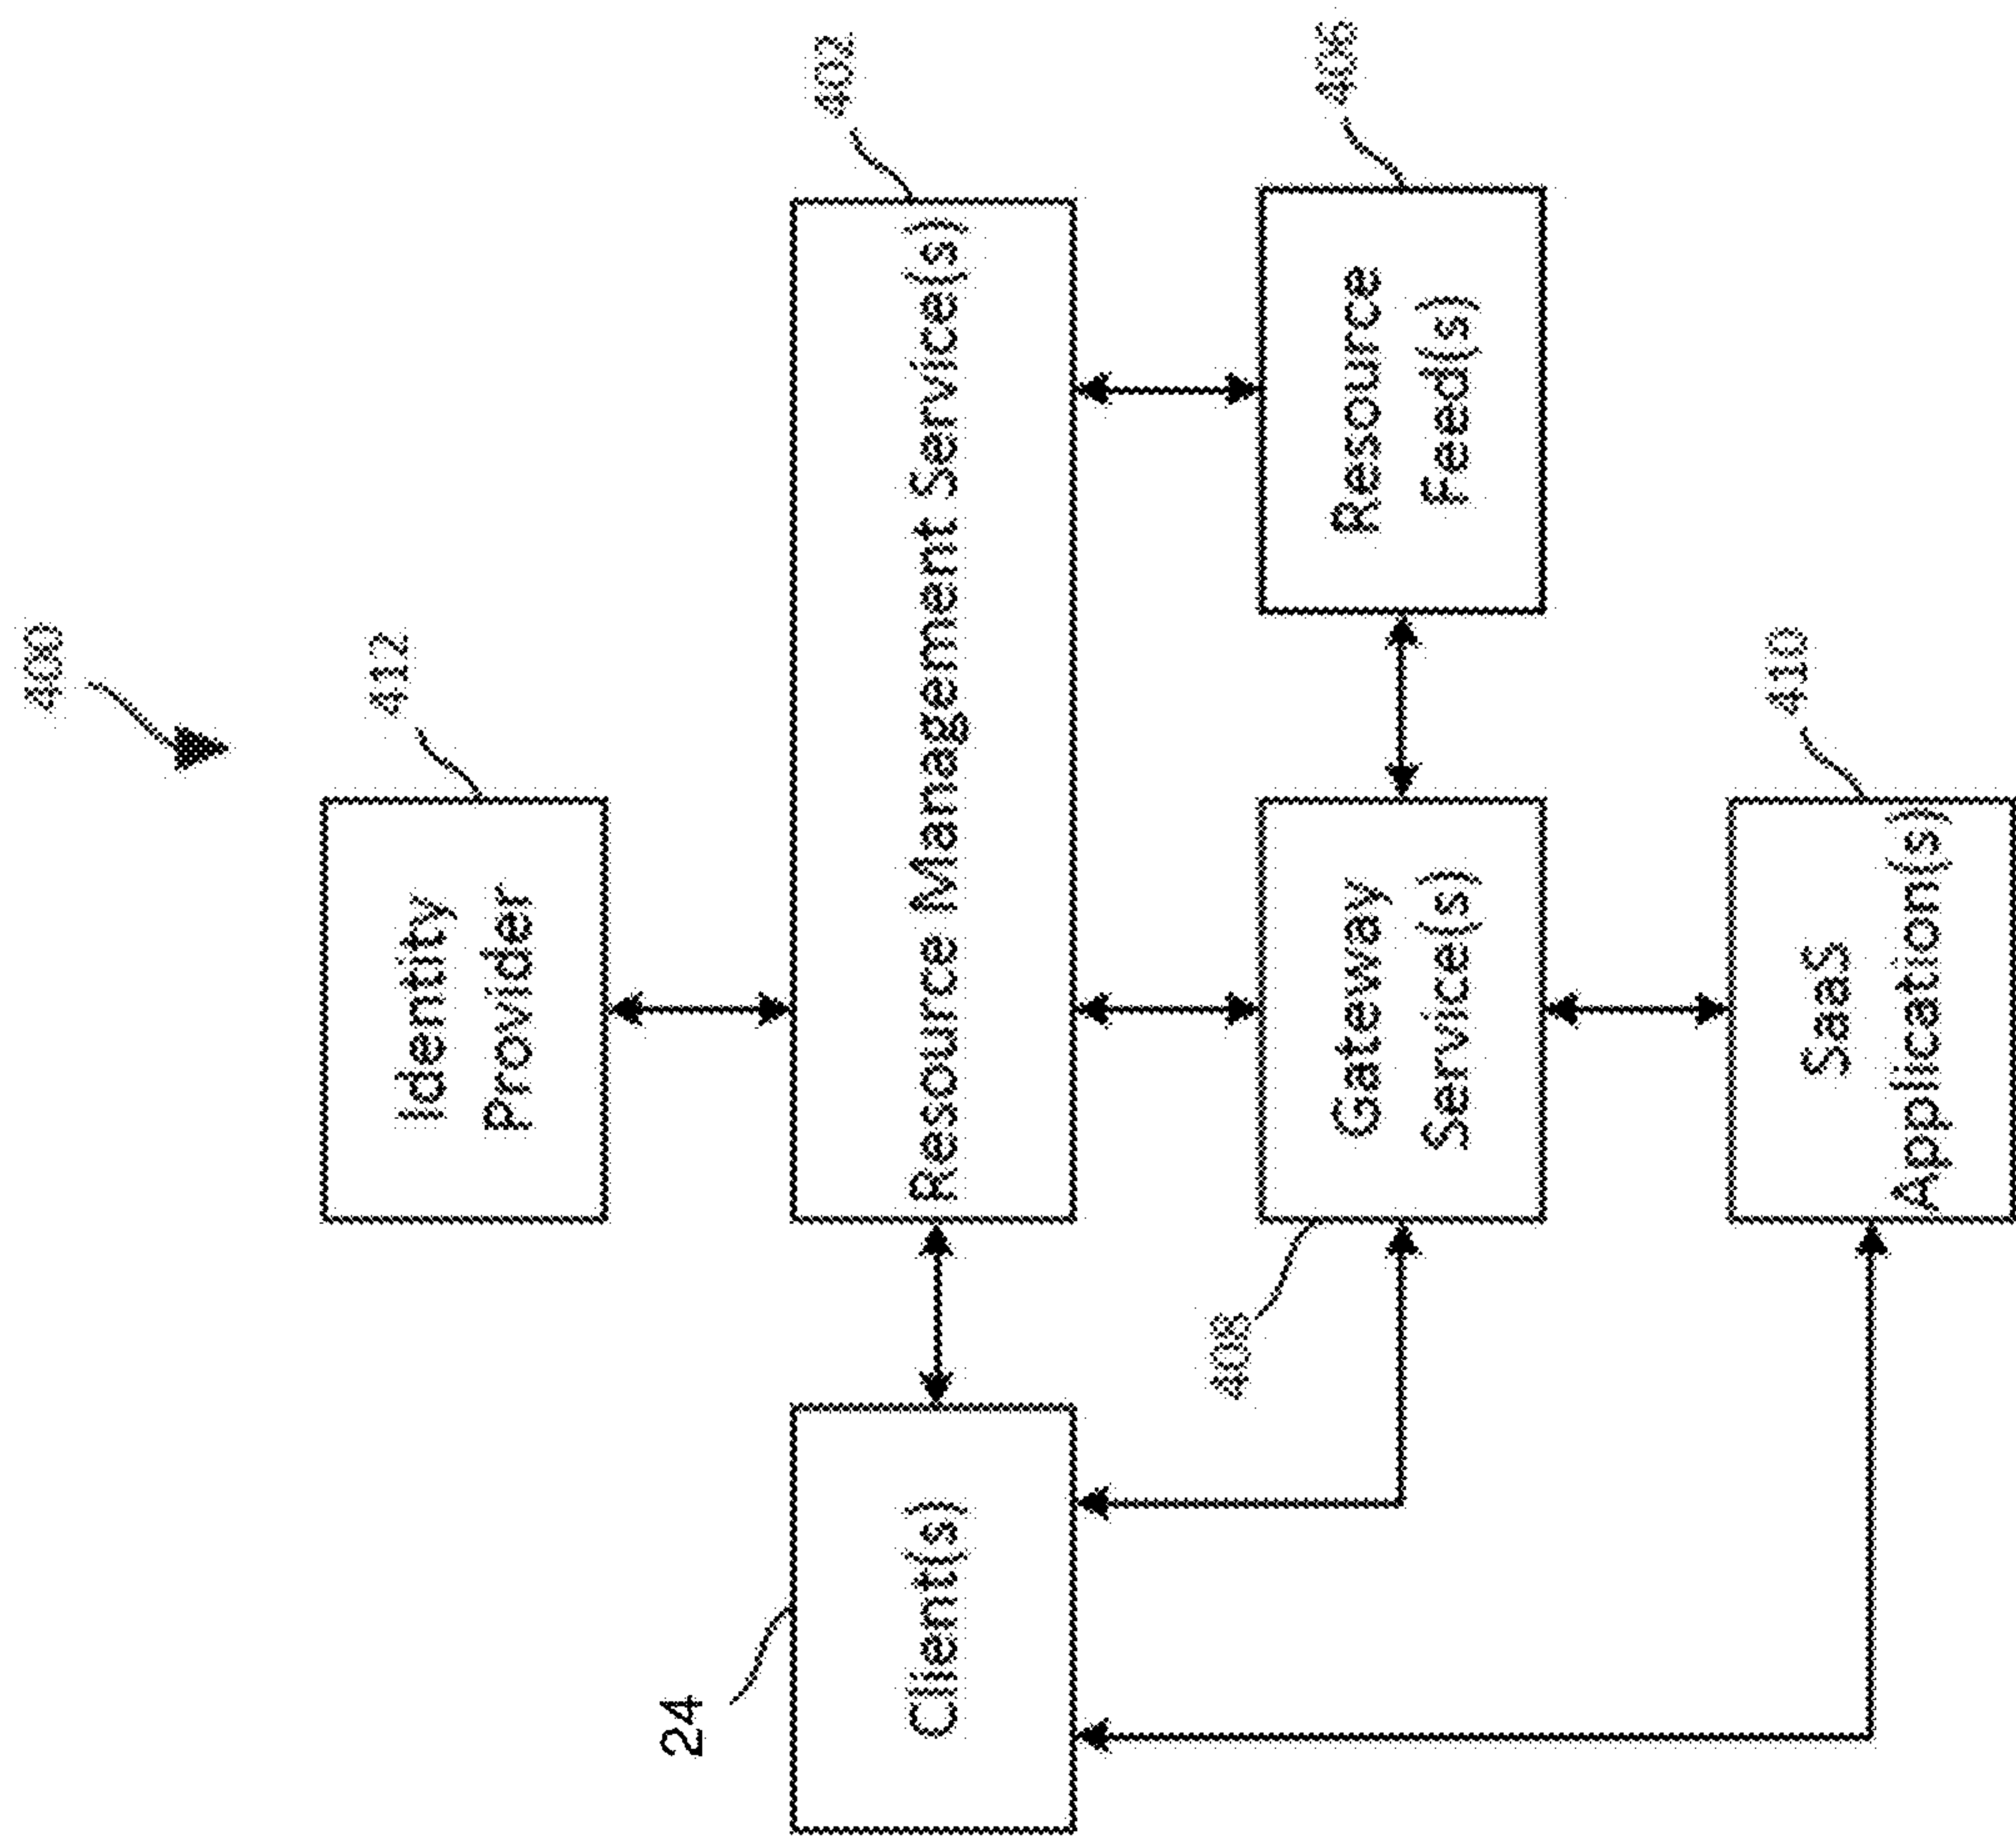 400
412
Identity
Provider
24
402
Client(s)
Resource Management Service(s)
408
406
Gateway
Service(s)
Resource
Feed(s)
410
SaaS
Application(s)